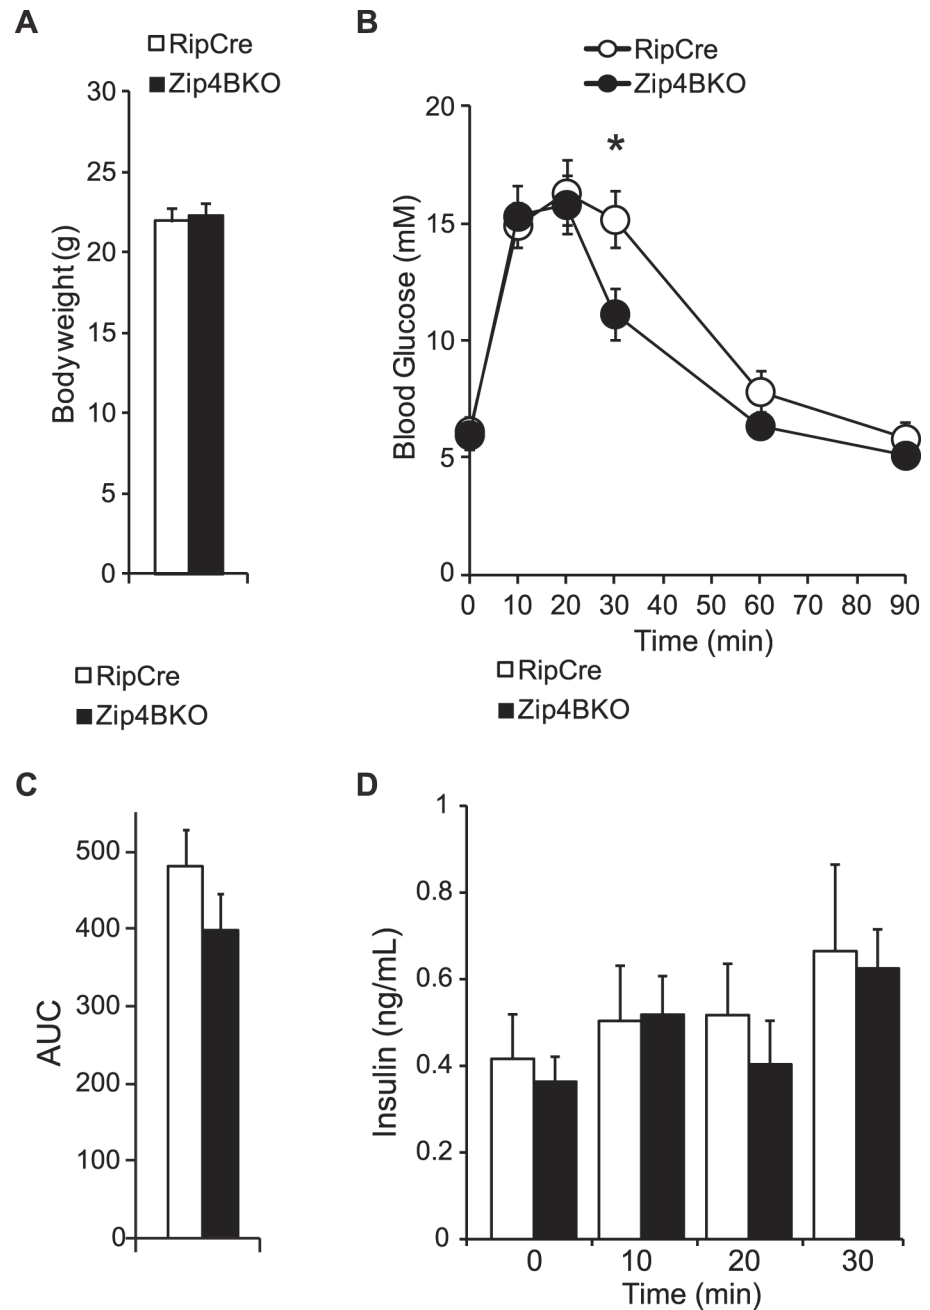 A
RipCre
Zip4BKO
30
25
20
15
10
5
0
Bodyweight (g)
B
RipCre
Zip4BKO
20
15
10
5
0
Blood Glucose (mM)
*
0 10 20 30 40 50 60 70 80 90
Time (min)
C
RipCre
Zip4BKO
500
400
300
200
100
0
AUC
D
RipCre
Zip4BKO
1
0.8
0.6
0.4
0.2
0
Insulin (ng/mL)
0 10 20 30
Time (min)